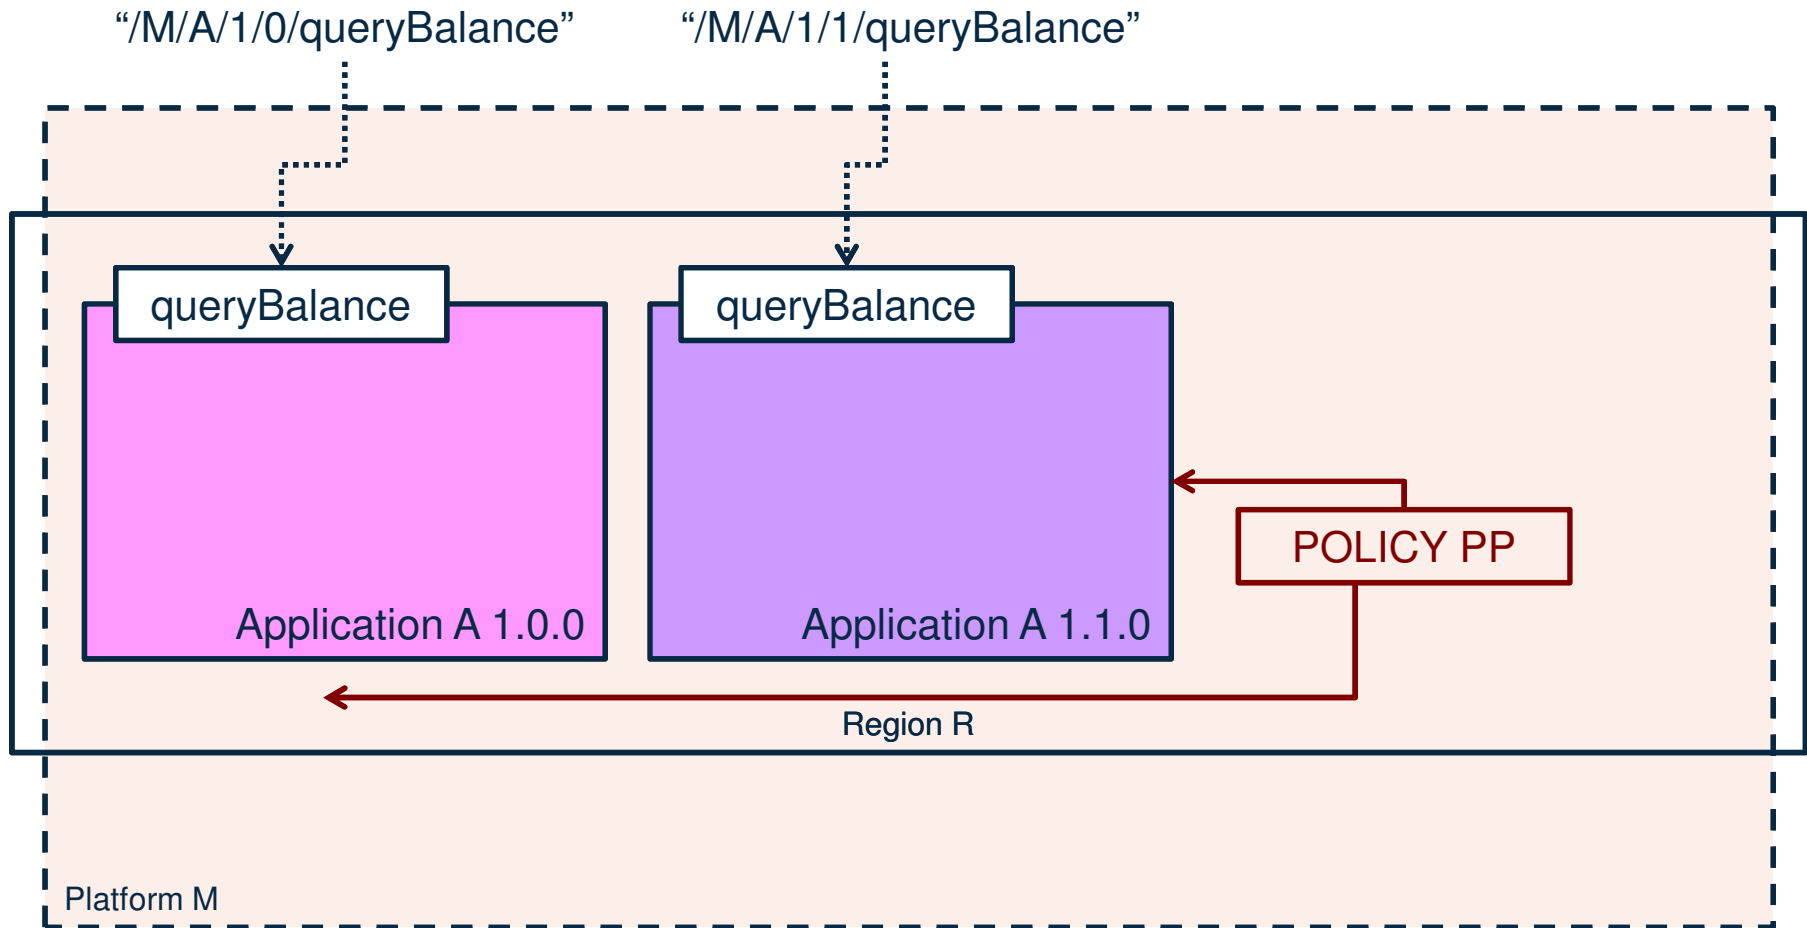 “/M/A/1/0/queryBalance”
“/M/A/1/1/queryBalance”
queryBalance
queryBalance
POLICY PP
Application A 1.0.0
Application A 1.1.0
Region R
Platform M